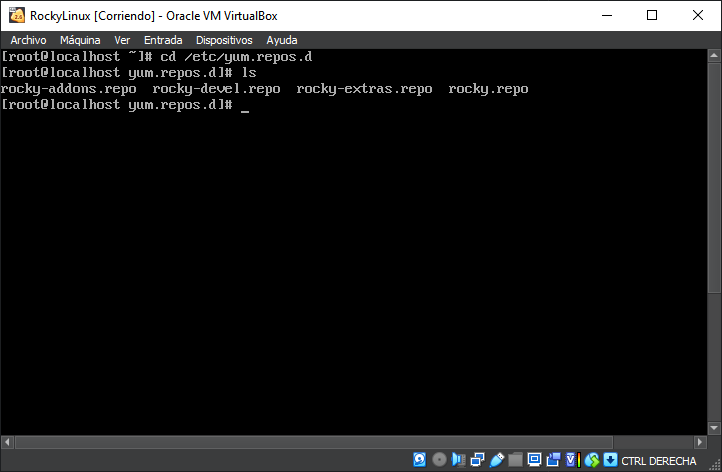 RockyLinux [Corriendo] - Oracle VM VirtualBox
Archivo Máquina Ver Entrada Dispositivos Ayuda
[root@localhost ~]# cd /etc/yum.repos.d
[root@localhost yum.repos.d]# ls
rocky-addons.repo  rocky-devel.repo  rocky-extras.repo  rocky.repo
[root@localhost yum.repos.d]# _
CTRL DERECHA